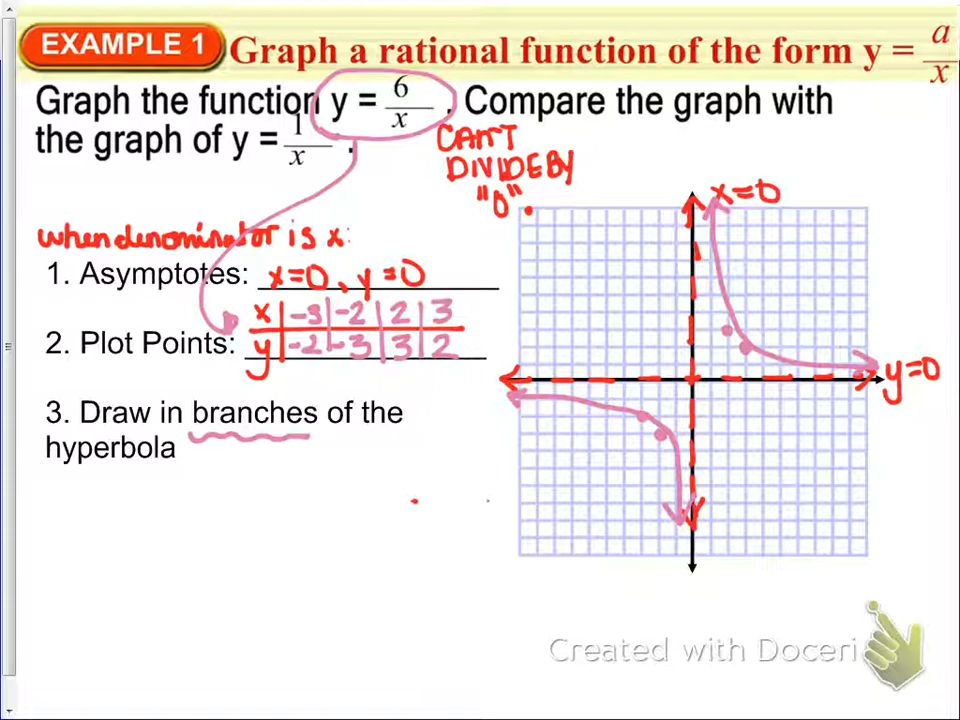 EXAMPLE 1 Graph a rational function of the form y = a/x
Graph the function y = 6/x . Compare the graph with
the graph of y = 1/x .
CAN'T
DIVIDE BY
"0".
x=0
when denominator is x:
1. Asymptotes: x=0, y=0
x | -3 | -2 | 2 | 3
2. Plot Points: y | -2 | -3 | 3 | 2
y=0
3. Draw in branches of the
hyperbola
Created with Doceri